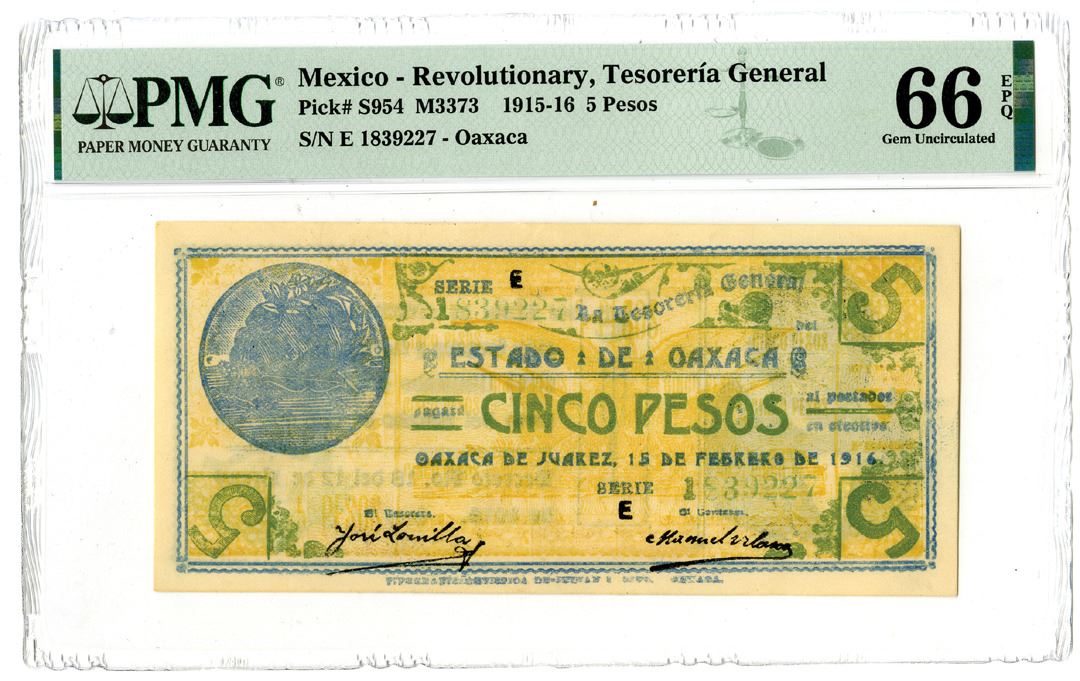 PMG®
PAPER MONEY GUARANTY
Mexico - Revolutionary, Tesorería General
Pick# S954 M3373 1915-16 5 Pesos
S/N E 1839227 - Oaxaca
66
EPQ
Gem Uncirculated
SERIE E
1839227
La Tesorería General
del
5
ESTADO DE OAXACA
pagará
CINCO PESOS
al portador
en efectivo
OAXACA DE JUAREZ, 15 DE FEBRERO DE 1916.
SERIE 1839227
E
5
5
El Tesorero.
El Contador.